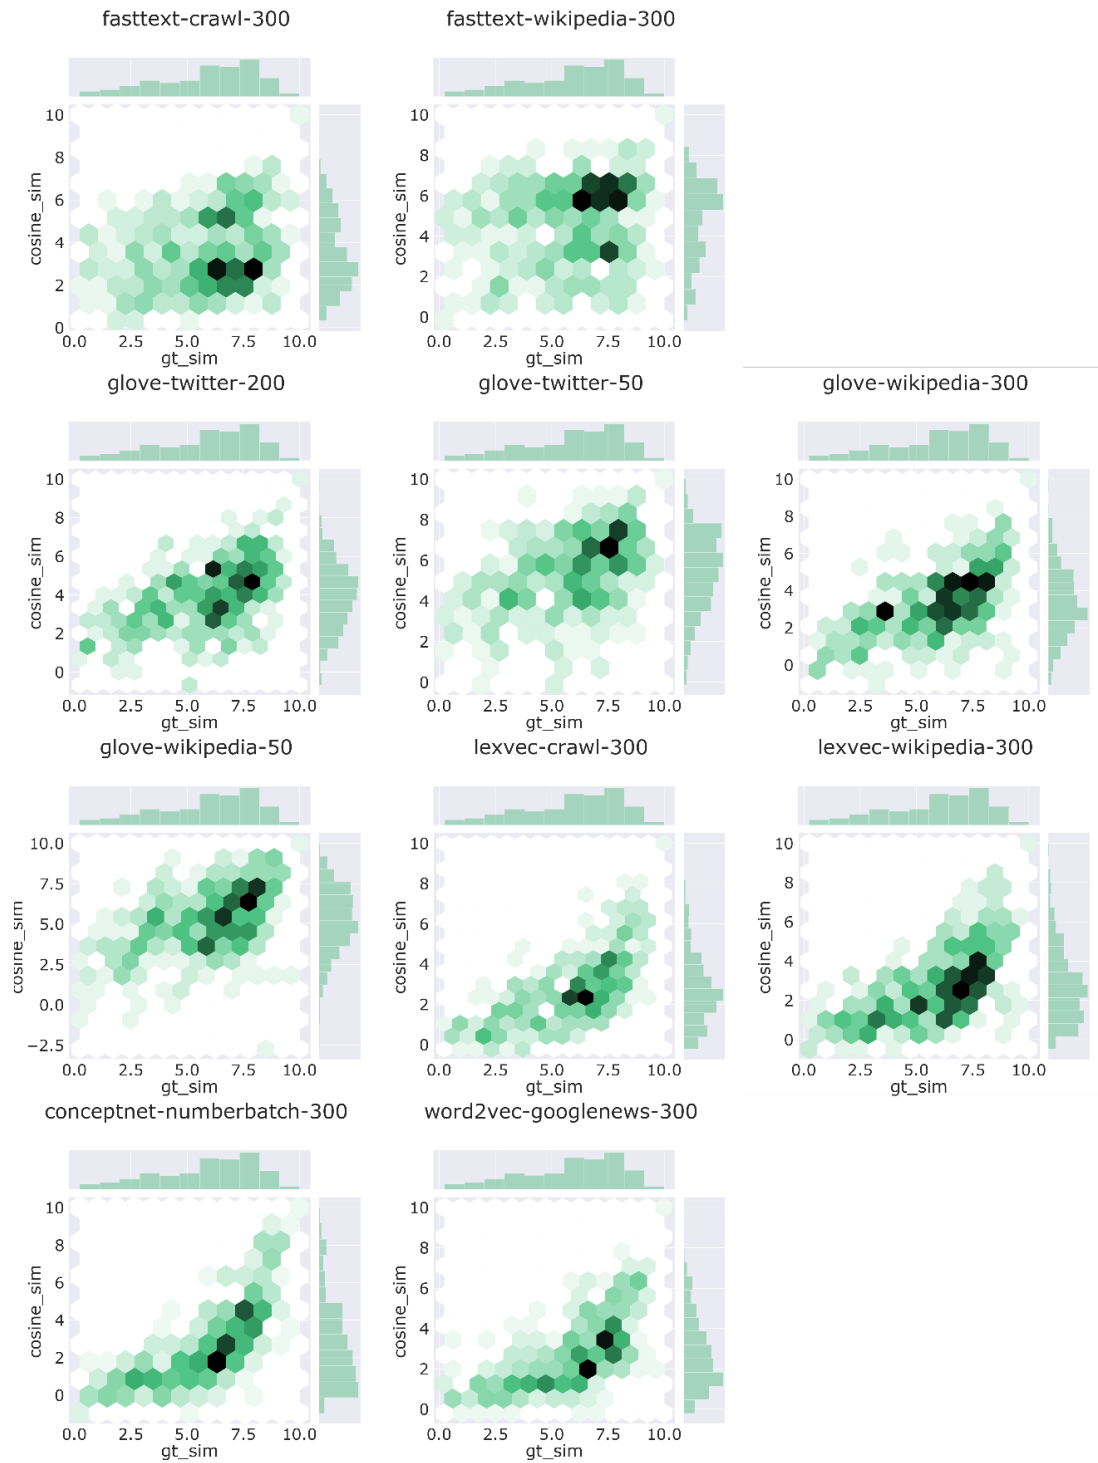 fasttext-crawl-300
fasttext-wikipedia-300
10
8
6
4
2
0
cosine_sim
0.0 2.5 5.0 7.5 10.0
gt_sim
10
8
6
4
2
0
cosine_sim
0.0 2.5 5.0 7.5 10.0
gt_sim
glove-twitter-200
glove-twitter-50
glove-wikipedia-300
10
8
6
4
2
0
cosine_sim
0.0 2.5 5.0 7.5 10.0
gt_sim
10
8
6
4
2
0
cosine_sim
0.0 2.5 5.0 7.5 10.0
gt_sim
10
8
6
4
2
0
cosine_sim
0.0 2.5 5.0 7.5 10.0
gt_sim
glove-wikipedia-50
lexvec-crawl-300
lexvec-wikipedia-300
10.0
7.5
5.0
2.5
0.0
−2.5
cosine_sim
0.0 2.5 5.0 7.5 10.0
gt_sim
10
8
6
4
2
0
cosine_sim
0.0 2.5 5.0 7.5 10.0
gt_sim
10
8
6
4
2
0
cosine_sim
0.0 2.5 5.0 7.5 10.0
gt_sim
conceptnet-numberbatch-300
word2vec-googlenews-300
10
8
6
4
2
0
cosine_sim
0.0 2.5 5.0 7.5 10.0
gt_sim
10
8
6
4
2
0
cosine_sim
0.0 2.5 5.0 7.5 10.0
gt_sim